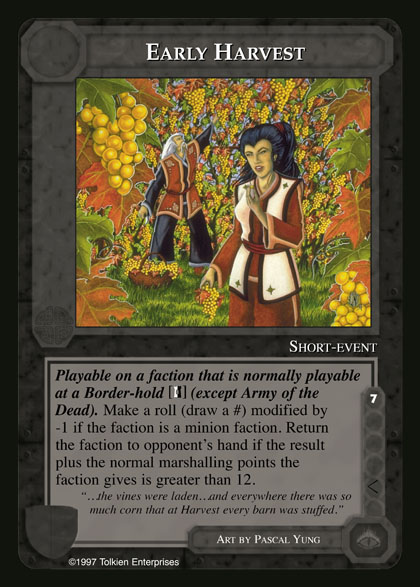 Early Harvest
Short-event
Playable on a faction that is normally playable
at a Border-hold [] (except Army of the
Dead). Make a roll (draw a #) modified by
-1 if the faction is a minion faction. Return
the faction to opponent's hand if the result
plus the normal marshalling points the
faction gives is greater than 12.
"…the vines were laden…and everywhere there was so
much corn that at Harvest every barn was stuffed."
7
Art by Pascal Yung
©1997 Tolkien Enterprises